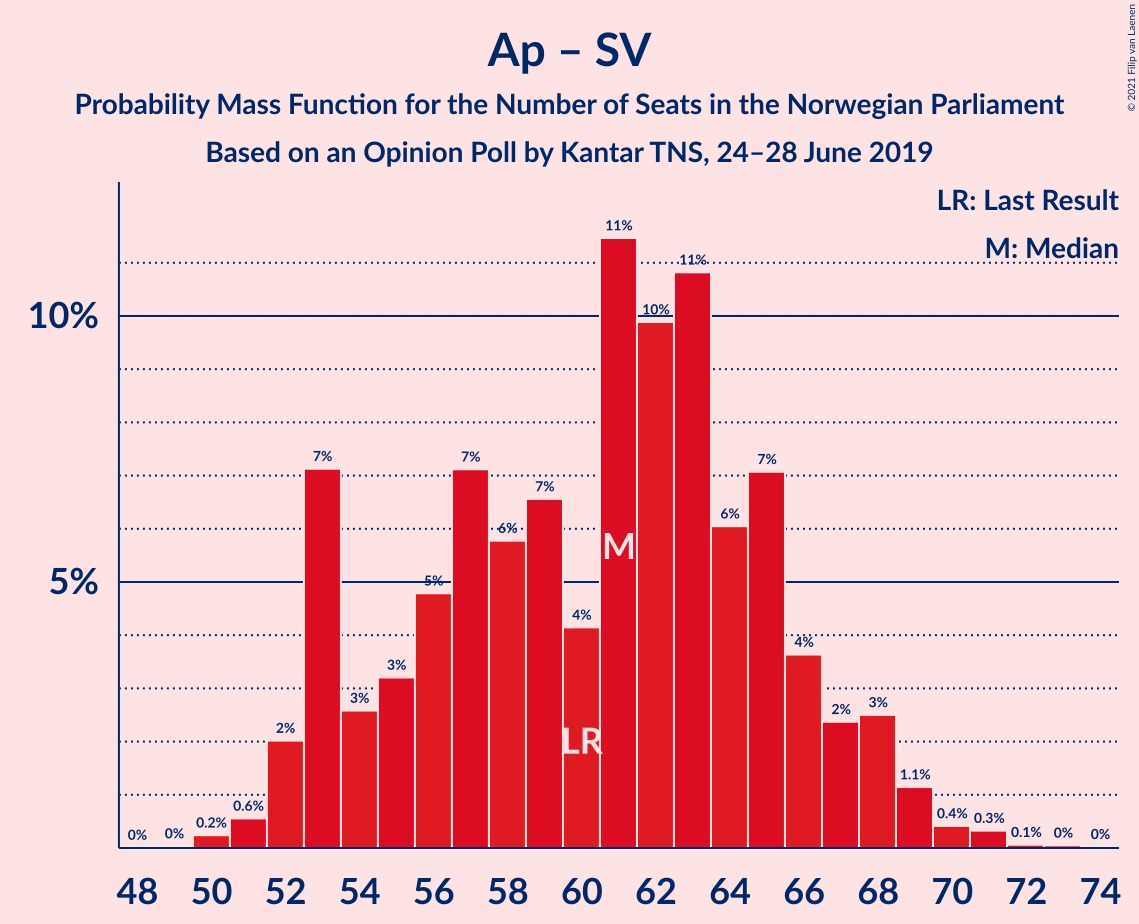 Ap – SV
Probability Mass Function for the Number of Seats in the Norwegian Parliament
Based on an Opinion Poll by Kantar TNS, 24–28 June 2019
© 2021 Filip van Laenen
LR: Last Result
M: Median
10%
5%
0% 0% 0.2% 0.6% 2% 7% 3% 3% 5% 7% 6% 7% 4% 11% 10% 11% 6% 7% 4% 2% 3% 1.1% 0.4% 0.3% 0.1% 0% 0%
M
LR
48 50 52 54 56 58 60 62 64 66 68 70 72 74